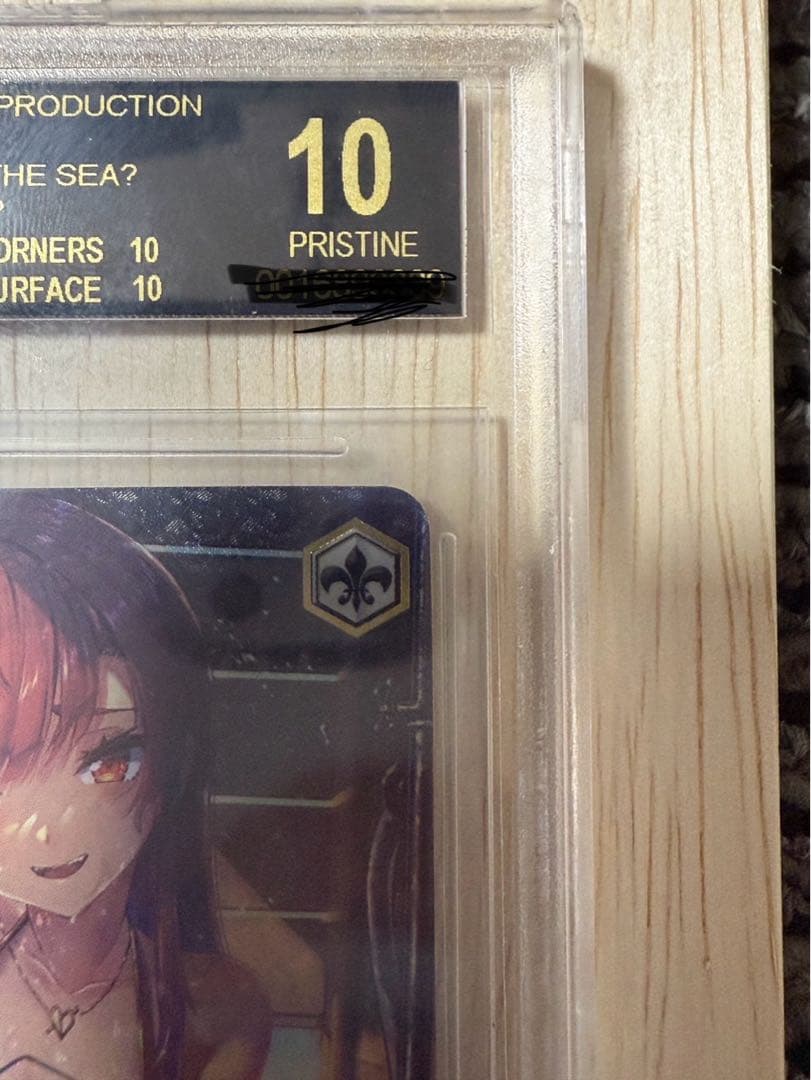 PRODUCTION
THE SEA?
?
ORNERS 10
URFACE 10
10
PRISTINE